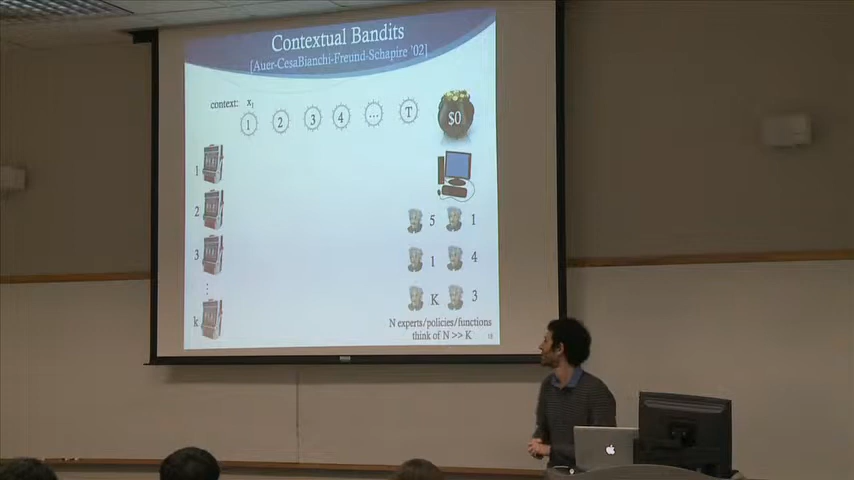 Contextual Bandits
[Auer-CesaBianchi-Freund-Schapire '02]
context: x1
1 2 3 4 ... T
$0
1
2
3
⋮
k
5 1
1 4
K 3
N experts/policies/functions
think of N >> K